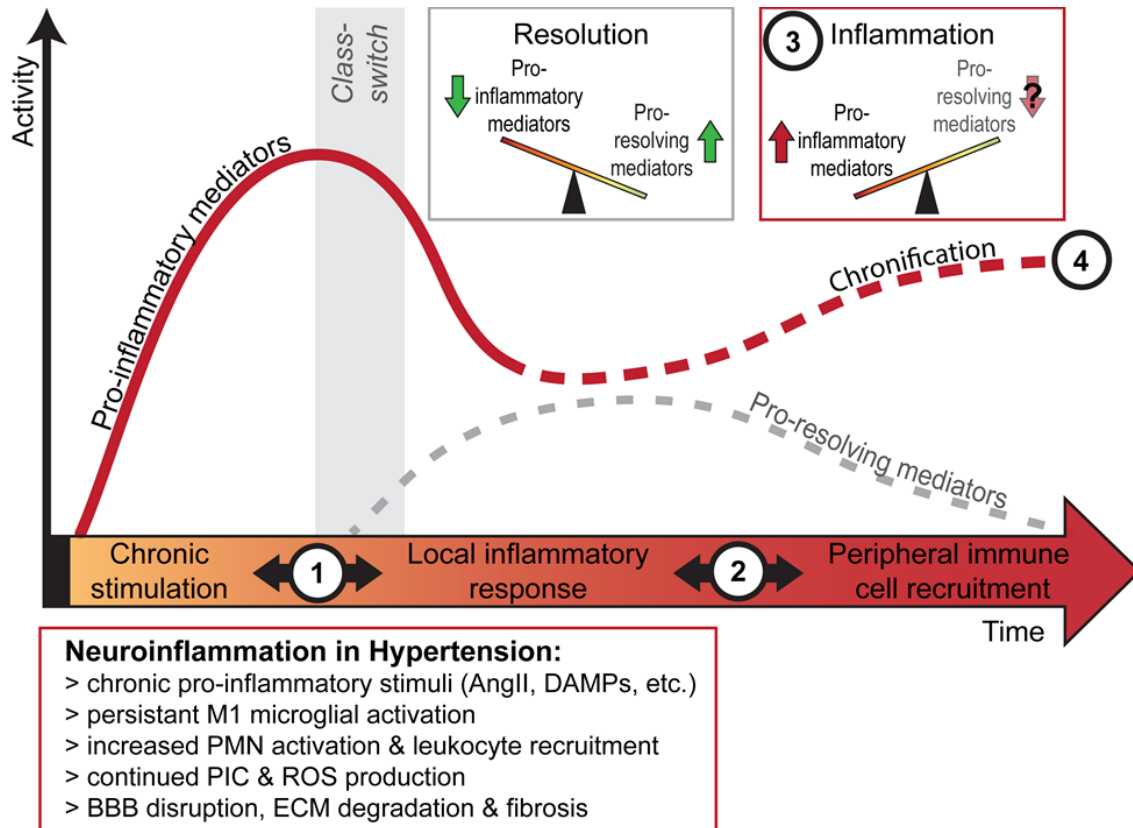 Activity
Class-
switch
Pro-inflammatory mediators
Resolution
Pro-
inflammatory
mediators
Pro-
resolving
mediators
3
Inflammation
Pro-
resolving
mediators
?
Pro-
inflammatory
mediators
Chronification
4
Pro-resolving mediators
Chronic
stimulation
1
Local inflammatory
response
2
Peripheral immune
cell recruitment
Time
Neuroinflammation in Hypertension:
> chronic pro-inflammatory stimuli (AngII, DAMPs, etc.)
> persistant M1 microglial activation
> increased PMN activation & leukocyte recruitment
> continued PIC & ROS production
> BBB disruption, ECM degradation & fibrosis